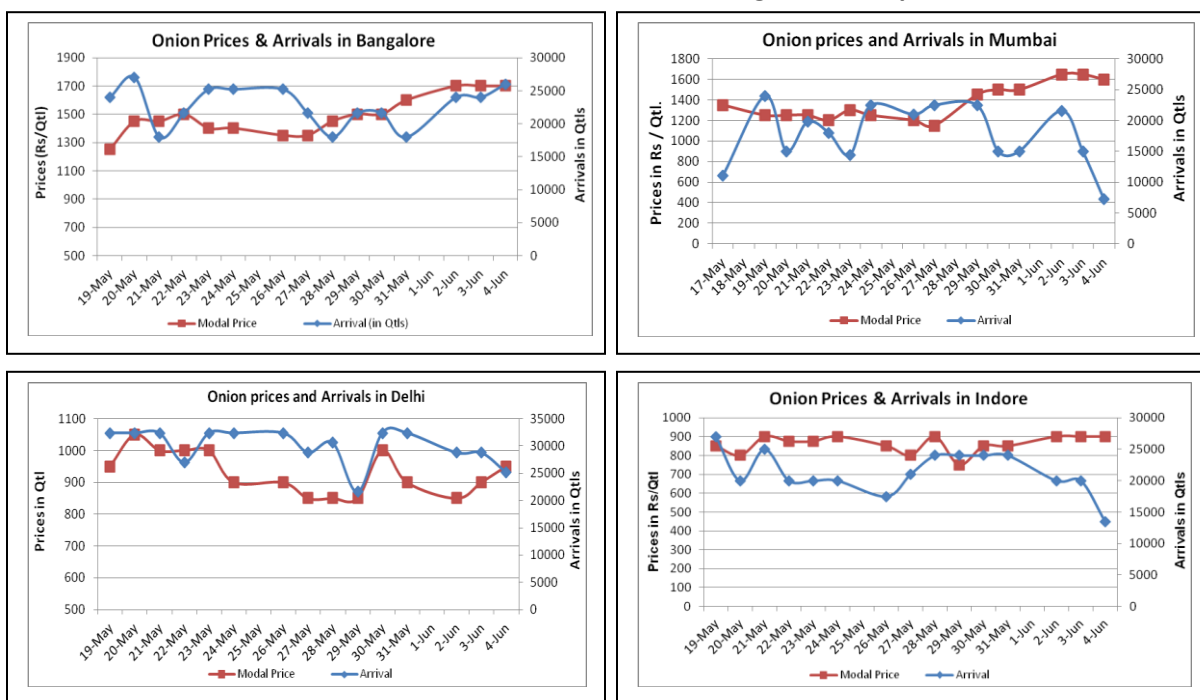 Onion Prices & Arrivals in Bangalore
Prices (Rs/Qtl)
1900
1700
1500
1300
1100
900
700
500
30000
25000
20000
15000
10000
5000
0
Arrivals in Qtls
19-May
20-May
21-May
22-May
23-May
24-May
25-May
26-May
27-May
28-May
29-May
30-May
31-May
1-Jun
2-Jun
3-Jun
4-Jun
Modal Price
Arrival (in Qtls)
Onion prices and Arrivals in Mumbai
Prices in Rs / Qtl.
1800
1600
1400
1200
1000
800
600
400
200
0
30000
25000
20000
15000
10000
5000
0
Arrivals in Qtls
17-May
18-May
19-May
20-May
21-May
22-May
23-May
24-May
25-May
26-May
27-May
28-May
29-May
30-May
31-May
1-Jun
2-Jun
3-Jun
4-Jun
Modal Price
Arrival
Onion prices and Arrivals in Delhi
Prices in Qtl
1100
1000
900
800
700
600
500
35000
30000
25000
20000
15000
10000
5000
0
Arrivals in Qtls
19-May
20-May
21-May
22-May
23-May
24-May
25-May
26-May
27-May
28-May
29-May
30-May
31-May
1-Jun
2-Jun
3-Jun
4-Jun
Modal Price
Arrival
Onion Prices & Arrivals in Indore
Prices in Rs/Qtl
1000
900
800
700
600
500
400
300
200
100
0
30000
25000
20000
15000
10000
5000
0
Arrivals in Qtls
19-May
20-May
21-May
22-May
23-May
24-May
25-May
26-May
27-May
28-May
29-May
30-May
31-May
1-Jun
2-Jun
3-Jun
4-Jun
Modal Price
Arrival